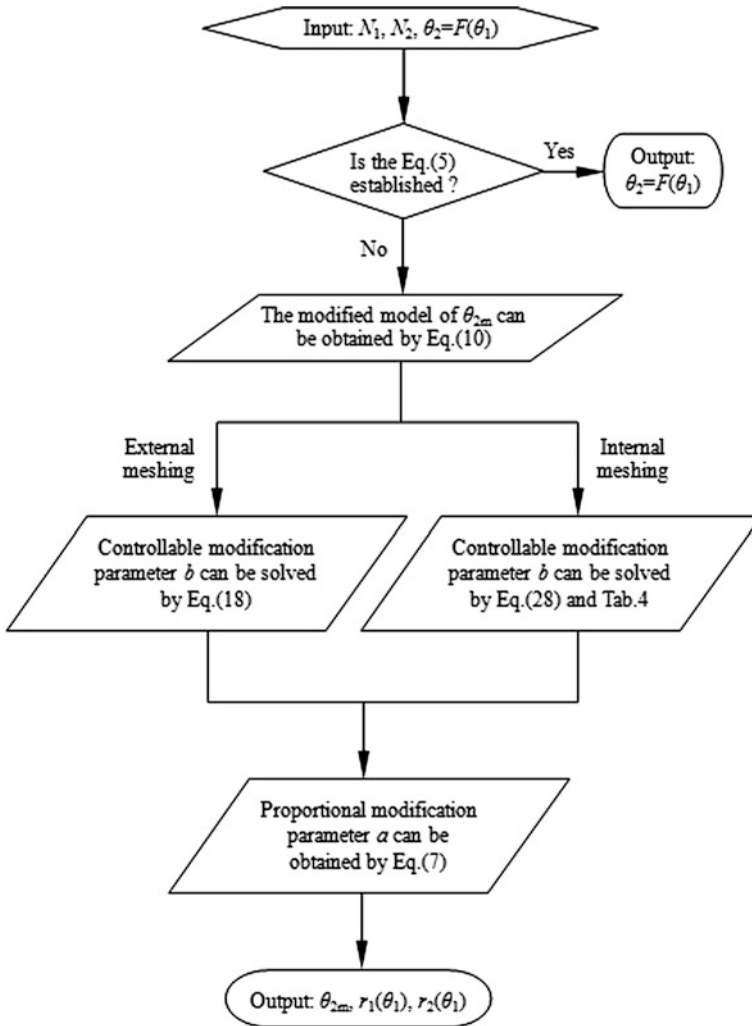 Input: N₁, N₂, θ₂=F(θ₁)
Is the Eq.(5)
established ?
Yes
Output:
θ₂=F(θ₁)
No
The modified model of θ₂ₘ can
be obtained by Eq.(10)
External
meshing
Internal
meshing
Controllable modification
parameter b can be solved
by Eq.(18)
Controllable modification
parameter b can be solved
by Eq.(28) and Tab.4
Proportional modification
parameter a can be
obtained by Eq.(7)
Output: θ₂ₘ, r₁(θ₁), r₂(θ₁)